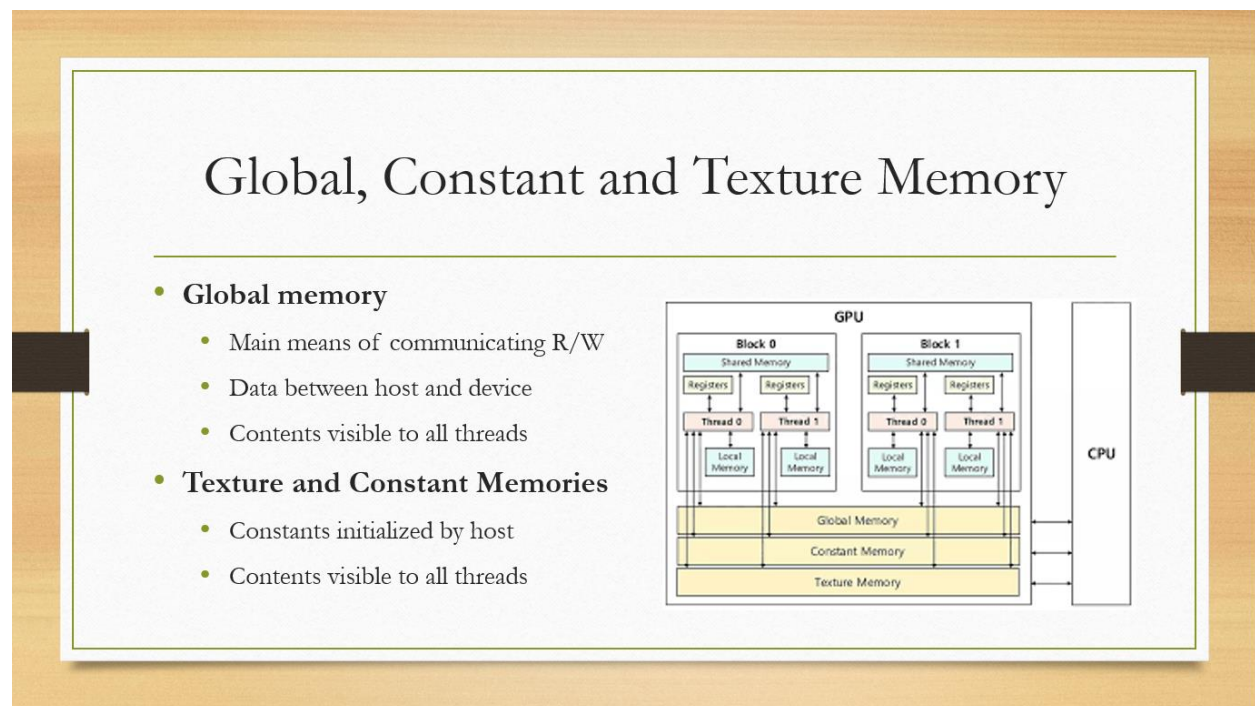 Global, Constant and Texture Memory
• Global memory
• Main means of communicating R/W
• Data between host and device
• Contents visible to all threads
• Texture and Constant Memories
• Constants initialized by host
• Contents visible to all threads
GPU
Block 0
Shared Memory
Registers
Registers
Thread 0
Thread 1
Local
Memory
Local
Memory
Block 1
Shared Memory
Registers
Registers
Thread 0
Thread 1
Local
Memory
Local
Memory
Global Memory
Constant Memory
Texture Memory
CPU